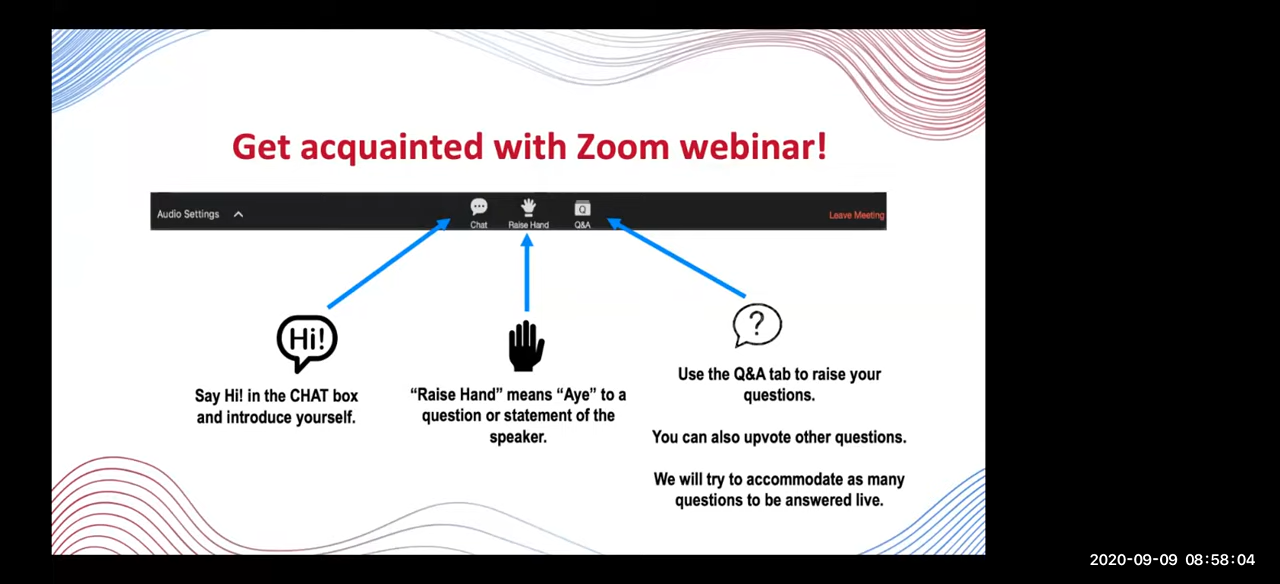 Get acquainted with Zoom webinar!
Audio Settings
Chat
Raise Hand
Q
Q&A
Leave Meeting
Hi!
Say Hi! in the CHAT box
and introduce yourself.
“Raise Hand” means “Aye” to a
question or statement of the
speaker.
?
Use the Q&A tab to raise your
questions.
You can also upvote other questions.
We will try to accommodate as many
questions to be answered live.
2020-09-09 08:58:04